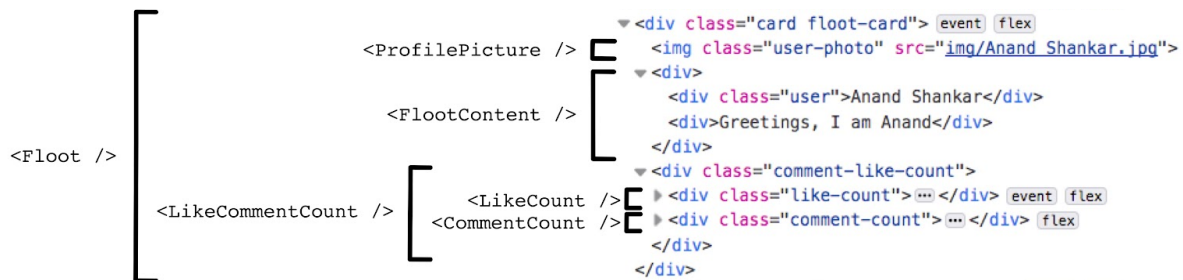 <div class="card floot-card"> event flex
<ProfilePicture /> <img class="user-photo" src="img/Anand Shankar.jpg">
<div>
<div class="user">Anand Shankar</div>
<FlootContent />
<div>Greetings, I am Anand</div>
</div>
<Floot />
<div class="comment-like-count">
<LikeCount /> <div class="like-count">…</div> event flex
<LikeCommentCount />
<CommentCount /> <div class="comment-count">…</div> flex
</div>
</div>